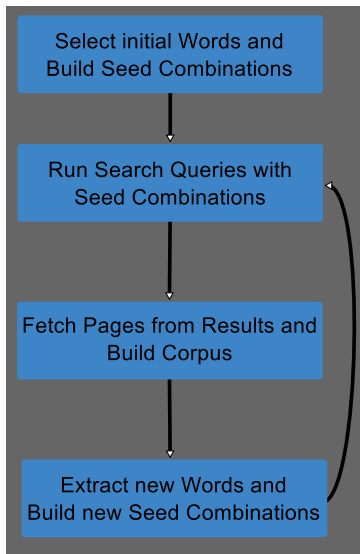 Select initial Words and
Build Seed Combinations
Run Search Queries with
Seed Combinations
Fetch Pages from Results and
Build Corpus
Extract new Words and
Build new Seed Combinations